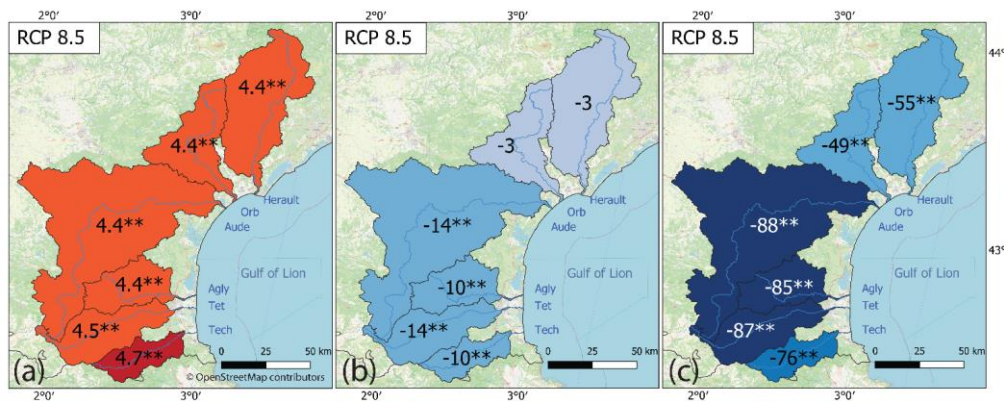 2°0' 3°0' 2°0' 3°0' 2°0' 3°0'
RCP 8.5
4.4**
4.4**
4.4**
4.4**
4.5**
4.7**
Herault
Orb
Aude
Gulf of Lion
Agly
Tet
Tech
0 25 50 km
(a)
© OpenStreetMap contributors
RCP 8.5
-3
-3
-14**
-10**
-14**
-10**
Herault
Orb
Aude
Gulf of Lion
Agly
Tet
Tech
0 25 50 km
(b)
RCP 8.5
-55**
-49**
-88**
-85**
-87**
-76**
Herault
Orb
Aude
Gulf of Lion
Agly
Tet
Tech
0 25 50 km
(c)
44°
43°
2°0' 3°0' 2°0' 3°0' 2°0' 3°0'